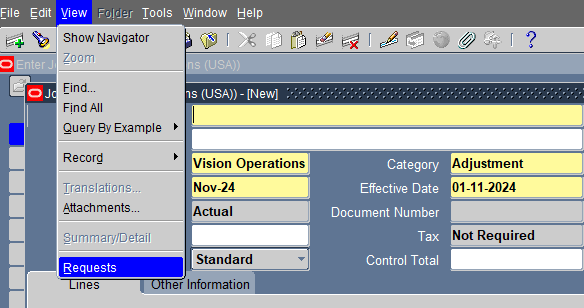 File Edit View Folder Tools Window Help
Show Navigator
Zoom
Find...
Find All
Query By Example
Record
Translations...
Attachments...
Summary/Detail
Requests
Enter Jo
ns (USA))
Jo
ns (USA)) - [New]
Vision Operations
Category Adjustment
Nov-24
Effective Date 01-11-2024
Actual
Document Number
Tax Not Required
Standard
Control Total
Lines
Other Information